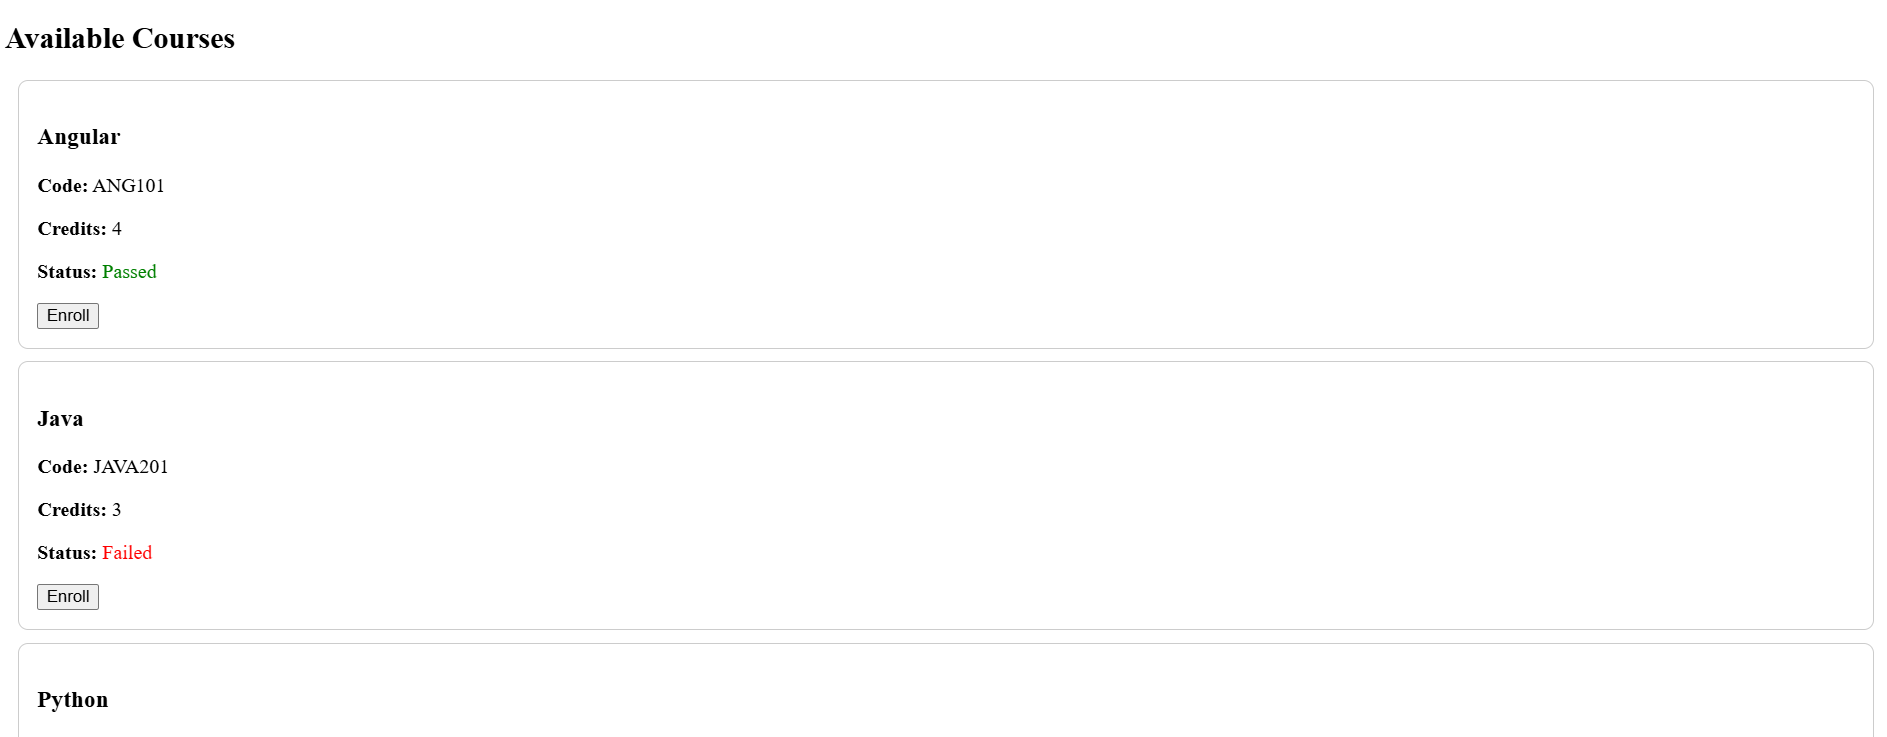 Available Courses
Angular
Code: ANG101
Credits: 4
Status: Passed
Enroll
Java
Code: JAVA201
Credits: 3
Status: Failed
Enroll
Python